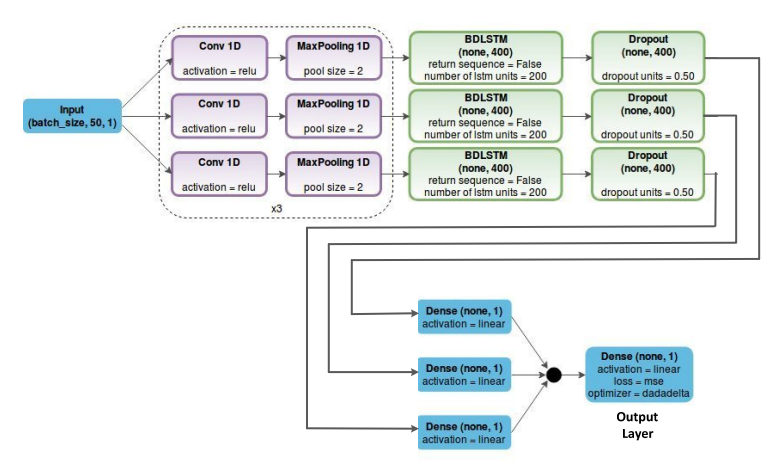 Input
(batch_size, 50, 1)
Conv 1D
activation = relu
MaxPooling 1D
pool size = 2
BDLSTM
(none, 400)
return sequence = False
number of lstm units = 200
Dropout
(none, 400)
dropout units = 0.50
Conv 1D
activation = relu
MaxPooling 1D
pool size = 2
BDLSTM
(none, 400)
return sequence = False
number of lstm units = 200
Dropout
(none, 400)
dropout units = 0.50
Conv 1D
activation = relu
MaxPooling 1D
pool size = 2
BDLSTM
(none, 400)
return sequence = False
number of lstm units = 200
Dropout
(none, 400)
dropout units = 0.50
x3
Dense (none, 1)
activation = linear
Dense (none, 1)
activation = linear
Dense (none, 1)
activation = linear
Dense (none, 1)
activation = linear
loss = mse
optimizer = dadadelta
Output
Layer